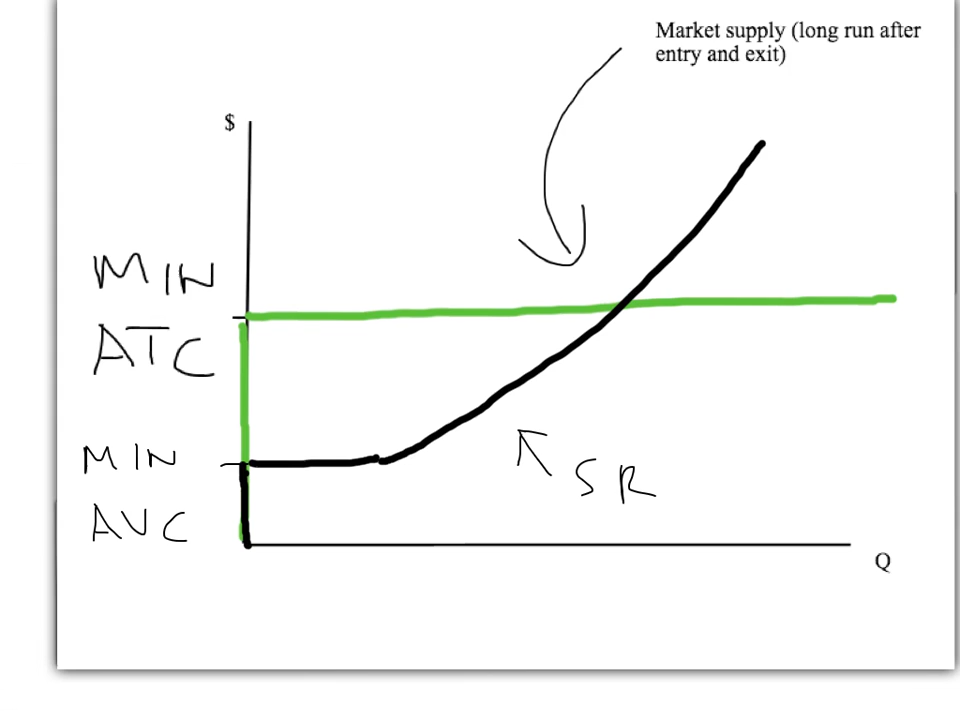 Market supply (long run after
entry and exit)
$
MIN
ATC
MIN
AVC
SR
Q